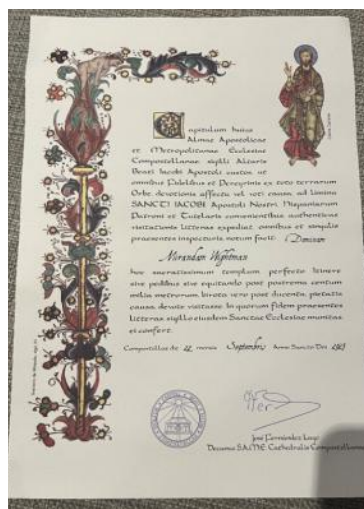 Capitulum huius
Almae Apostolicae
et Metropolitanae Ecclesiae
Compostellanae sigilli Altaris
Beati Iacobi Apostoli custos ut
omnibus Fidelibus et Peregrinis ex toto terrarum
Orbe, devotionis affectu vel voti causa, ad limina
SANCTI IACOBI Apostoli Nostri Hispaniarum
Patroni et Tutelaris convenientibus authenticas
visitationis litteras expediat, omnibus et singulis
praesentes inspecturis notum facit: Dominam
Mirandam Wightman
hoc sacratissimum templum perfecto Itinere
sive pedibus sive equitando post postrema centum
milia metrorum, birota vero post ducenta, pietatis
causa, devote visitasse. In quorum fidem praesentes
litteras sigillo eiusdem Sanctae Ecclesiae munitas
ei confert.
Compostellae die 22 mensis Septembris Anno Santo Dni
José Fernández Lago
Decanus S.A.M.E. Cathedralis Compostellanae